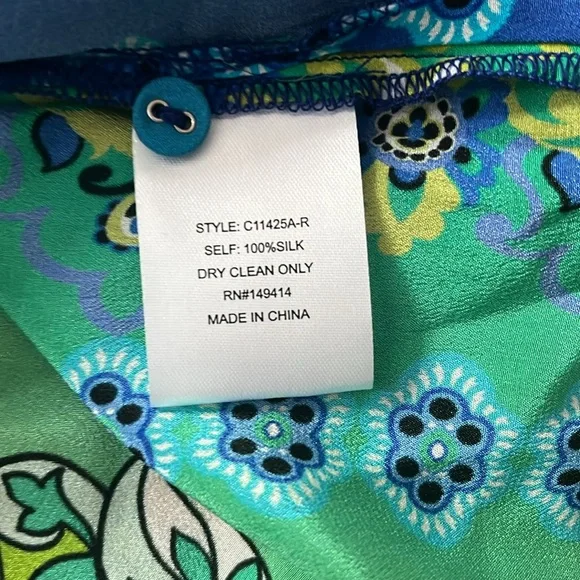 STYLE: C11425A-R
SELF: 100%SILK
DRY CLEAN ONLY
RN#149414
MADE IN CHINA